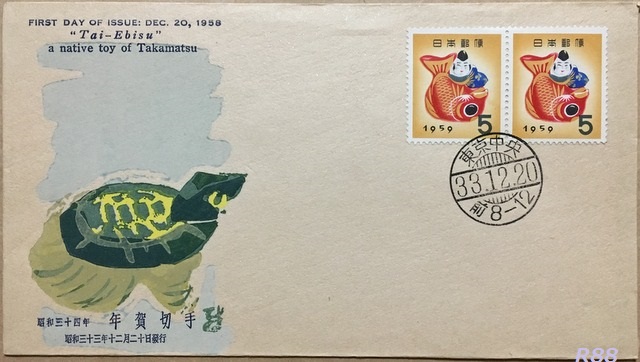 FIRST DAY OF ISSUE: DEC. 20, 1958
"Tai-Ebisu"
a native toy of Takamatsu
日本郵便
1959 5
日本郵便
1959 5
東京中央
33.12.20
前8-12
昭和三十四年 年賀切手
昭和三十三年十二月二十日発行
R88